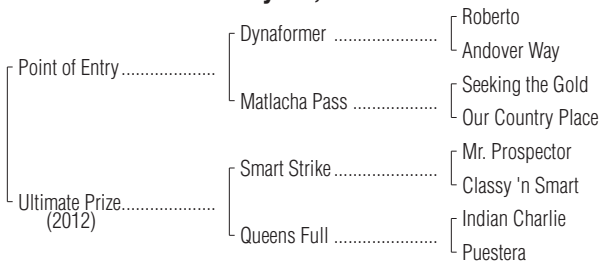 Roberto
Dynaformer
Andover Way
Point of Entry
Seeking the Gold
Matlacha Pass
Our Country Place
Mr. Prospector
Smart Strike
Classy 'n Smart
Ultimate Prize
(2012)
Indian Charlie
Queens Full
Puestera